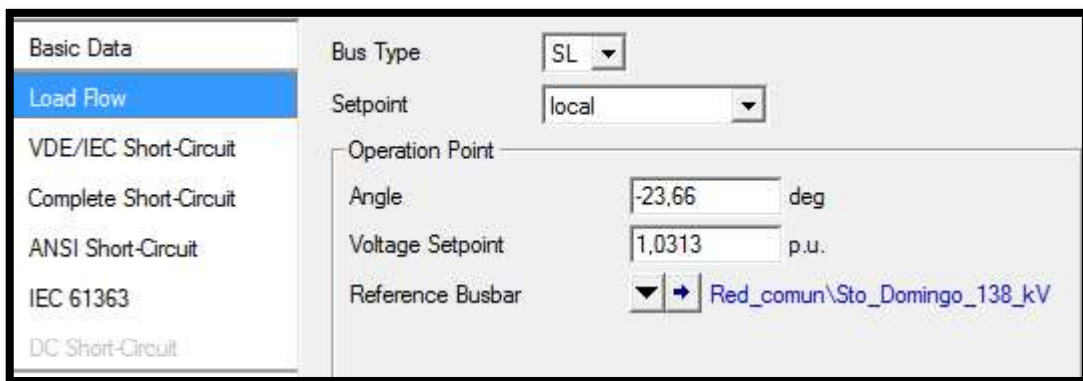 Basic Data
Load Flow
VDE/IEC Short-Circuit
Complete Short-Circuit
ANSI Short-Circuit
IEC 61363
DC Short-Circuit
Bus Type SL
Setpoint local
Operation Point
Angle -23,66 deg
Voltage Setpoint 1,0313 p.u.
Reference Busbar Red_comun\Sto_Domingo_138_kV